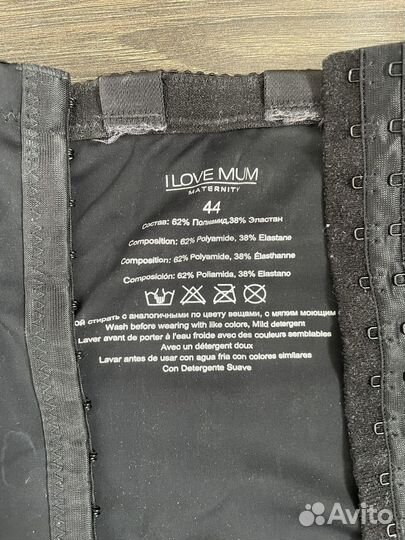 I LOVE MUM
MATERNITY
44
Состав: 62% Полиамид,38% Эластан
Composition: 62% Polyamide, 38% Elastane
Composition: 62% Polyamide, 38% Élasthanne
Composición: 62% Poliamida, 38% Elastano
ой стирать с аналогичными по цвету вещами, с мягким моющим с
Wash before wearing with like colors, Mild detergent
Laver avant de porter à l'eau froide avec des couleurs semblables
Avec un détergent doux
Lavar antes de usar con agua fria con colores similares
Con Detergente Suave
Avito